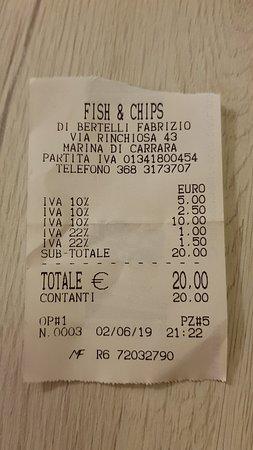 FISH & CHIPS
DI BERTELLI FABRIZIO
VIA RINCHIOSA 43
MARINA DI CARRARA
PARTITA IVA 01341800454
TELEFONO 368 3173707
EURO
IVA 10% 5.00
IVA 10% 2.50
IVA 10% 10.00
IVA 22% 1.00
IVA 22% 1.50
SUB-TOTALE 20.00
TOTALE € 20.00
CONTANTI 20.00
OP#1 PZ#5
N.0003 02/06/19 21:22
MF R6 72032790